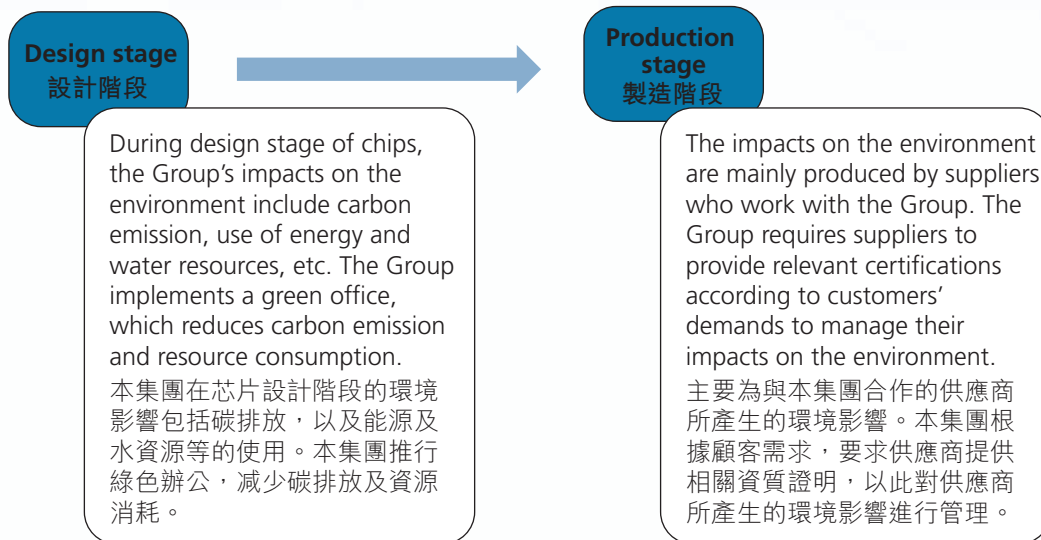 Design stage
設計階段
During design stage of chips,
the Group's impacts on the
environment include carbon
emission, use of energy and
water resources, etc. The Group
implements a green office,
which reduces carbon emission
and resource consumption.
本集團在芯片設計階段的環境
影響包括碳排放，以及能源及
水資源等的使用。本集團推行
綠色辦公，減少碳排放及資源
消耗。
Production
stage
製造階段
The impacts on the environment
are mainly produced by suppliers
who work with the Group. The
Group requires suppliers to
provide relevant certifications
according to customers'
demands to manage their
impacts on the environment.
主要為與本集團合作的供應商
所產生的環境影響。本集團根
據顧客需求，要求供應商提供
相關資質證明，以此對供應商
所產生的環境影響進行管理。